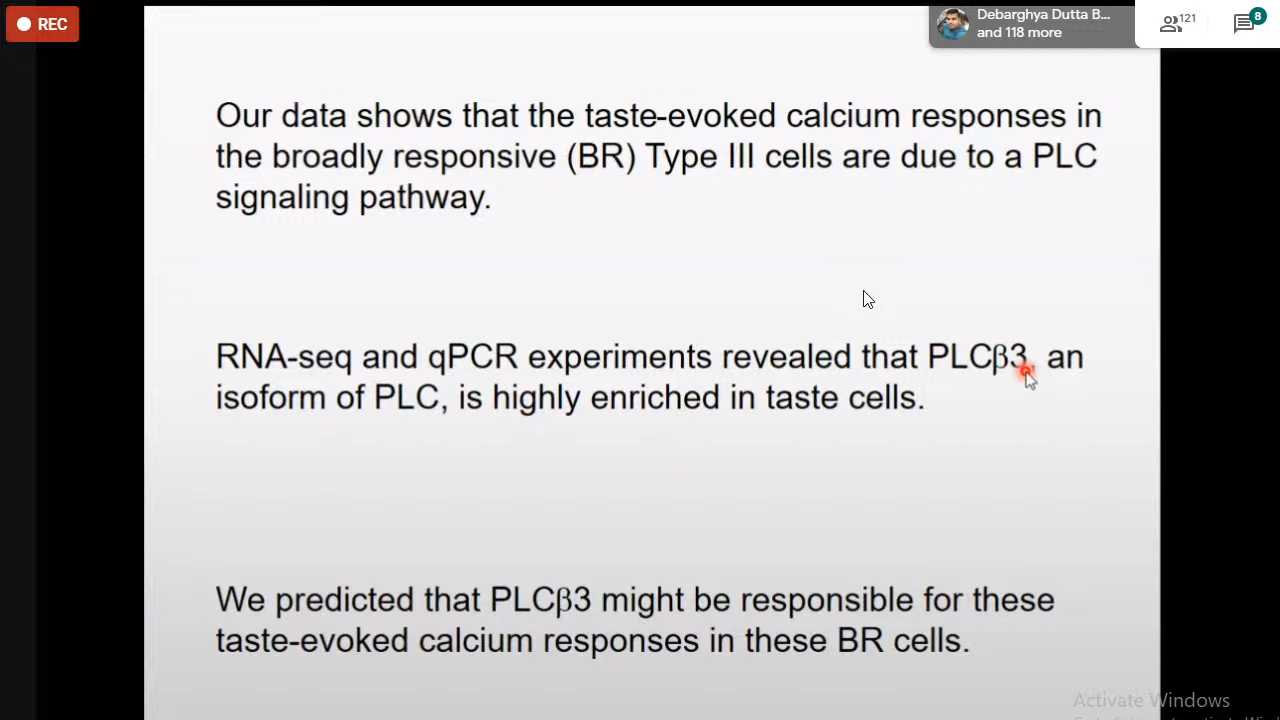 REC
Debarghya Dutta B...
and 118 more
121
8
Our data shows that the taste-evoked calcium responses in
the broadly responsive (BR) Type III cells are due to a PLC
signaling pathway.
RNA-seq and qPCR experiments revealed that PLCβ3, an
isoform of PLC, is highly enriched in taste cells.
We predicted that PLCβ3 might be responsible for these
taste-evoked calcium responses in these BR cells.
Activate Windows